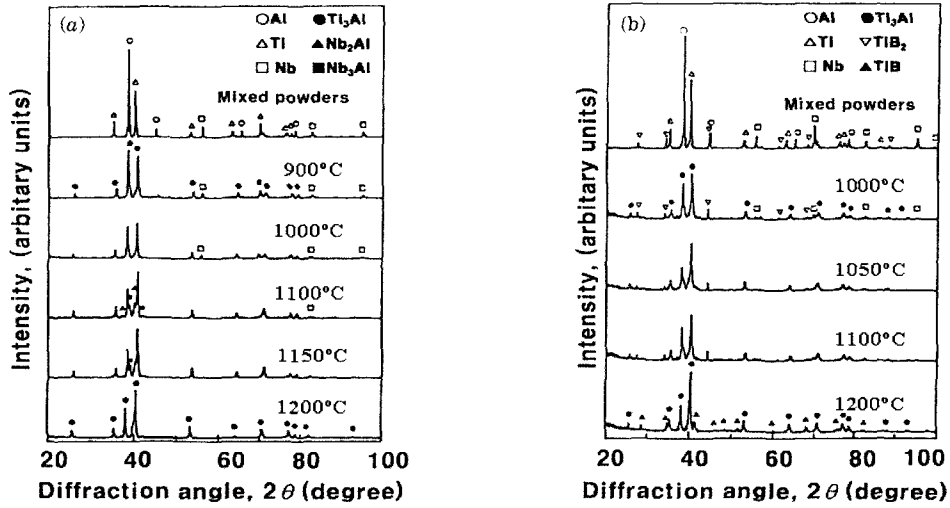 (a)
○Al ●Ti₃Al
△Ti ▲Nb₂Al
□ Nb ■Nb₃Al
Mixed powders
900°C
1000°C
1100°C
1150°C
1200°C
Intensity, (arbitary units)
20 40 60 80 100
Diffraction angle, 2θ (degree)
(b)
○Al ●Ti₃Al
△Ti ▽TiB₂
□ Nb ▲TiB
Mixed powders
1000°C
1050°C
1100°C
1200°C
Intensity, (arbitary units)
20 40 60 80 100
Diffraction angle, 2θ (degree)